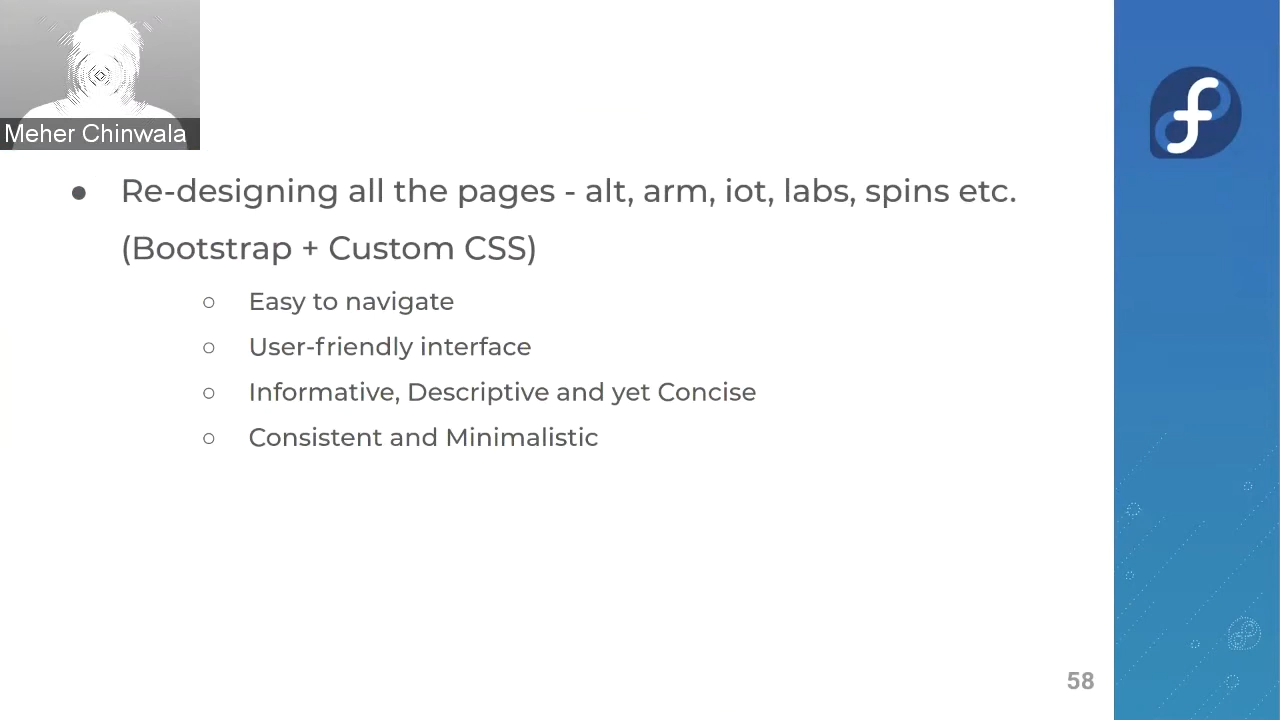 Meher Chinwala
● Re-designing all the pages - alt, arm, iot, labs, spins etc.
(Bootstrap + Custom CSS)
○ Easy to navigate
○ User-friendly interface
○ Informative, Descriptive and yet Concise
○ Consistent and Minimalistic
58